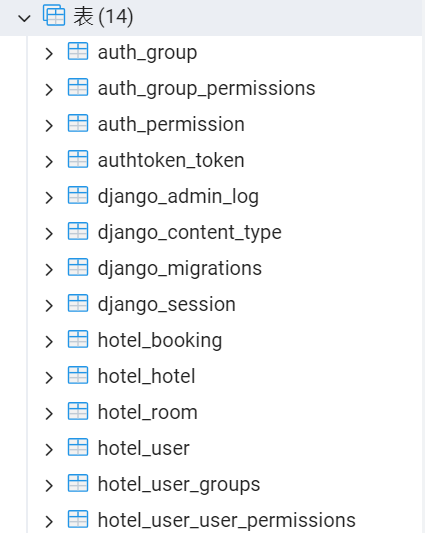 表 (14)
auth_group
auth_group_permissions
auth_permission
authtoken_token
django_admin_log
django_content_type
django_migrations
django_session
hotel_booking
hotel_hotel
hotel_room
hotel_user
hotel_user_groups
hotel_user_user_permissions